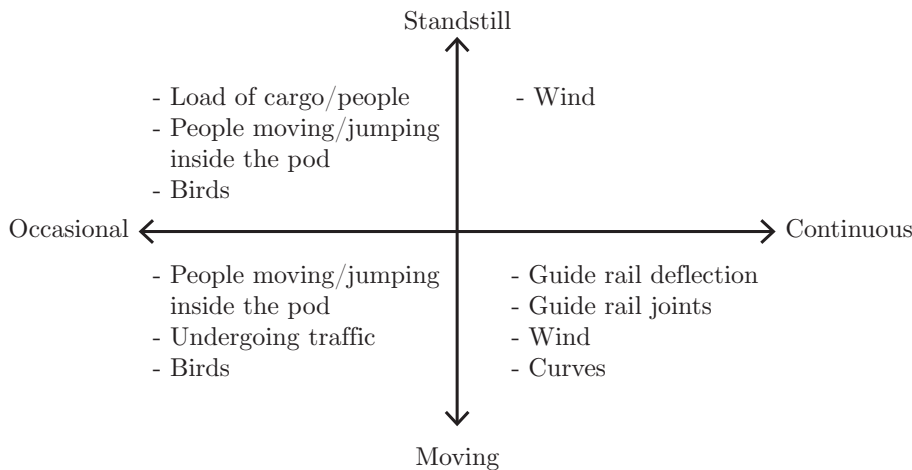 Standstill
- Load of cargo/people
- People moving/jumping
inside the pod
- Birds
- Wind
Occasional
Continuous
- People moving/jumping
inside the pod
- Undergoing traffic
- Birds
- Guide rail deflection
- Guide rail joints
- Wind
- Curves
Moving